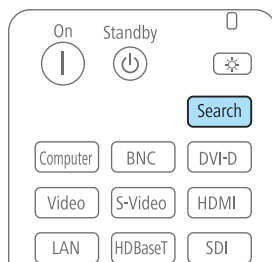 On Standby
Search
Computer BNC DVI-D
Video S-Video HDMI
LAN HDBaseT SDI